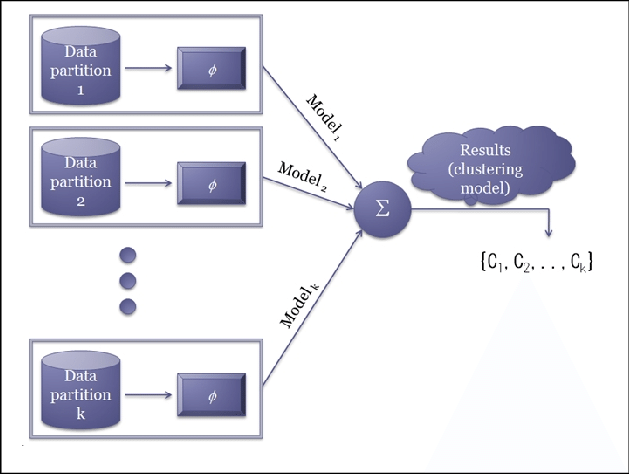 Data
partition
1
ϕ
Model₁
Data
partition
2
ϕ
Model₂
Σ
Results
(clustering
model)
{C₁, C₂, . . . , Cₖ}
Data
partition
k
ϕ
Modelₖ